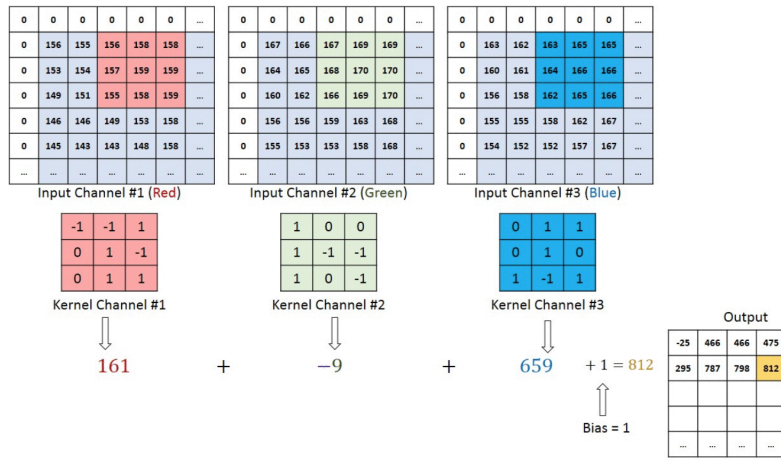 0 0 0 0 0 0 ... 0 0 0 0 0 0 ... 0 0 0 0 0 0 ...
0 156 155 156 158 158 ... 0 167 166 167 169 169 ... 0 163 162 163 165 165 ...
0 153 154 157 159 159 ... 0 164 165 168 170 170 ... 0 160 161 164 166 166 ...
0 149 151 155 158 159 ... 0 160 162 166 169 170 ... 0 156 158 162 165 166 ...
0 146 146 149 153 158 ... 0 156 156 159 163 168 ... 0 155 155 158 162 167 ...
0 145 143 143 148 158 ... 0 155 153 153 158 168 ... 0 154 152 152 157 167 ...
... ... ... ... ... ... ... ... ... ... ... ... ... ... ... ... ... ... ... ... ...
Input Channel #1 (Red) Input Channel #2 (Green) Input Channel #3 (Blue)
-1 -1 1 1 0 0 0 1 1
0 1 -1 1 -1 -1 0 1 0
0 1 1 1 0 -1 1 -1 1
Kernel Channel #1 Kernel Channel #2 Kernel Channel #3
Output
-25 466 466 475
161 + −9 + 659 + 1 = 812 295 787 798 812
Bias = 1
... ... ... ...